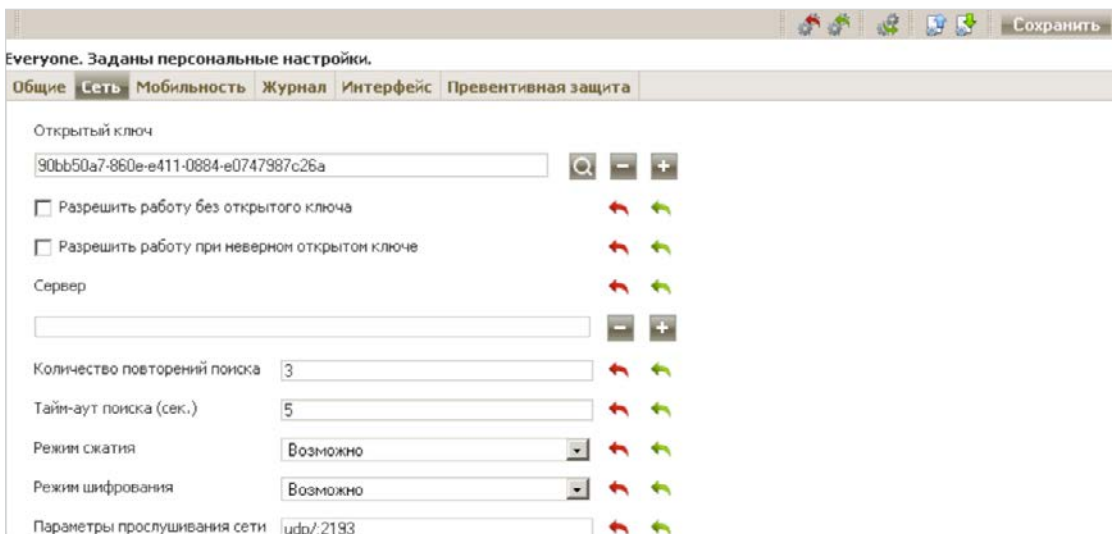 Сохранить
Everyone. Заданы персональные настройки.
Общие Сеть Мобильность Журнал Интерфейс Превентивная защита
Открытый ключ
90bb50a7-860e-e411-0884-e0747987c26a
Разрешить работу без открытого ключа
Разрешить работу при неверном открытом ключе
Сервер
Количество повторений поиска 3
Тайм-аут поиска (сек.) 5
Режим сжатия Возможно
Режим шифрования Возможно
Параметры прослушивания сети udp/:2193